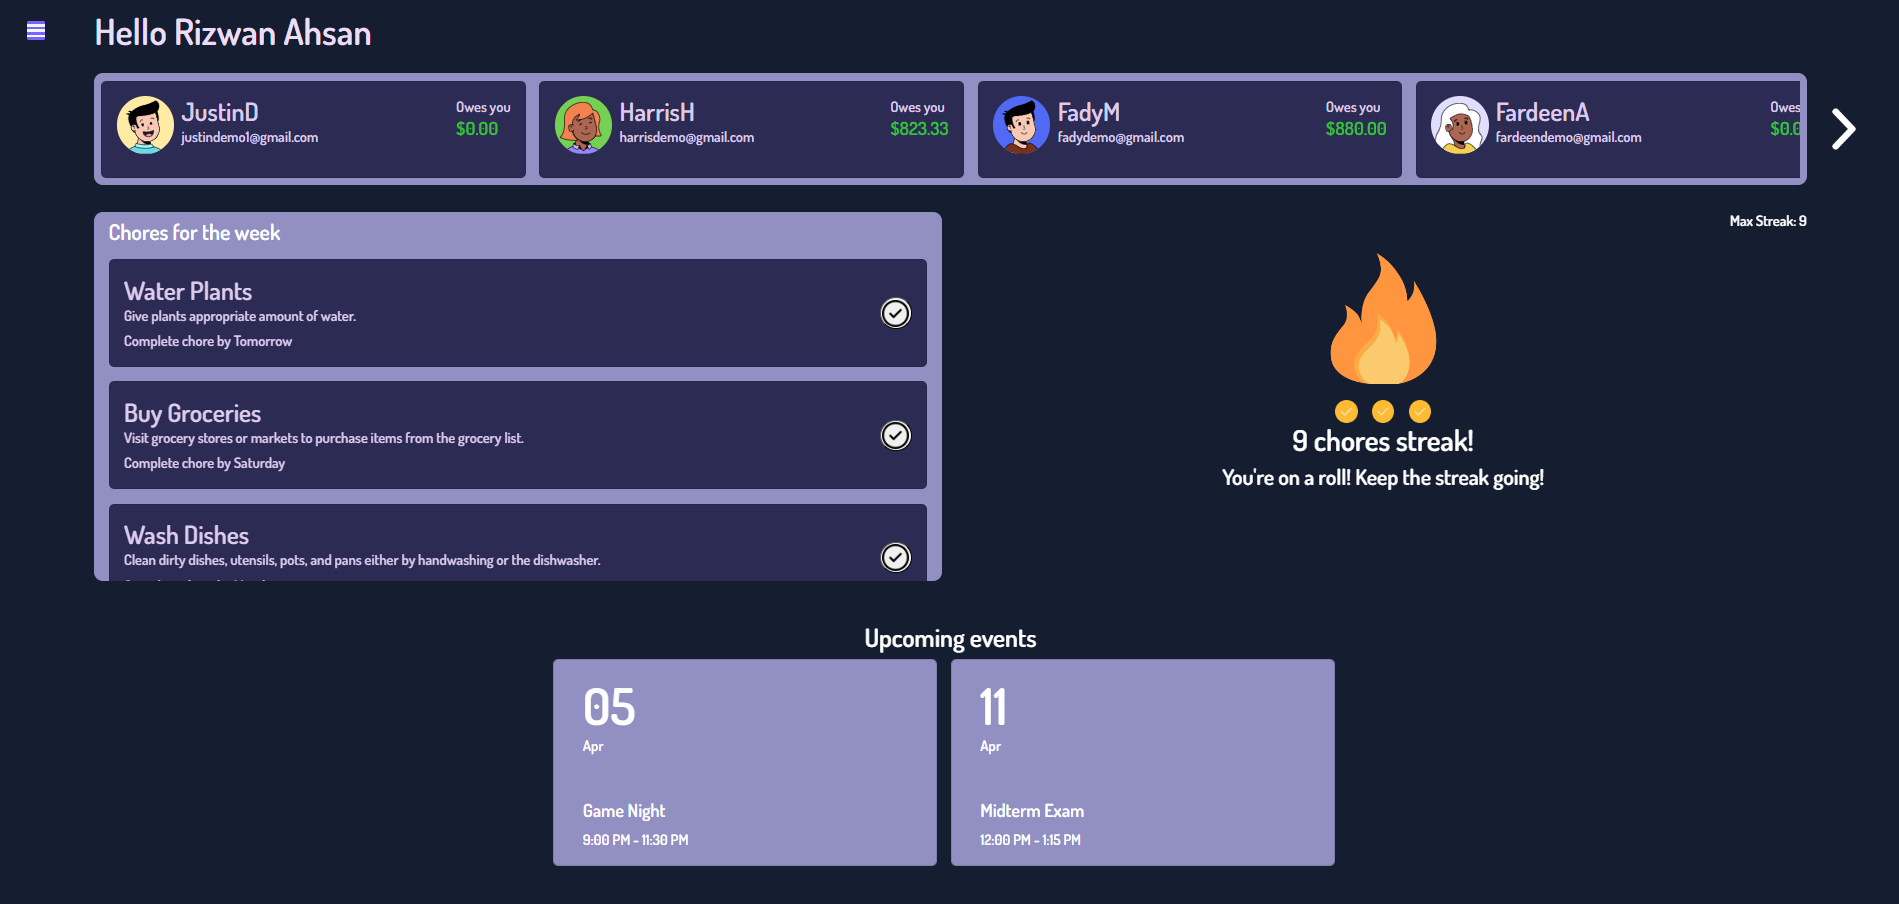 Hello Rizwan Ahsan
JustinD
justindemo1@gmail.com
Owes you
$0.00
HarrisH
harrisdemo@gmail.com
Owes you
$823.33
FadyM
fadydemo@gmail.com
Owes you
$880.00
FardeenA
fardeendemo@gmail.com
Owes
$0.0
Chores for the week
Water Plants
Give plants appropriate amount of water.
Complete chore by Tomorrow
Buy Groceries
Visit grocery stores or markets to purchase items from the grocery list.
Complete chore by Saturday
Wash Dishes
Clean dirty dishes, utensils, pots, and pans either by handwashing or the dishwasher.
Max Streak: 9
9 chores streak!
You're on a roll! Keep the streak going!
Upcoming events
05
Apr
Game Night
9:00 PM - 11:30 PM
11
Apr
Midterm Exam
12:00 PM - 1:15 PM